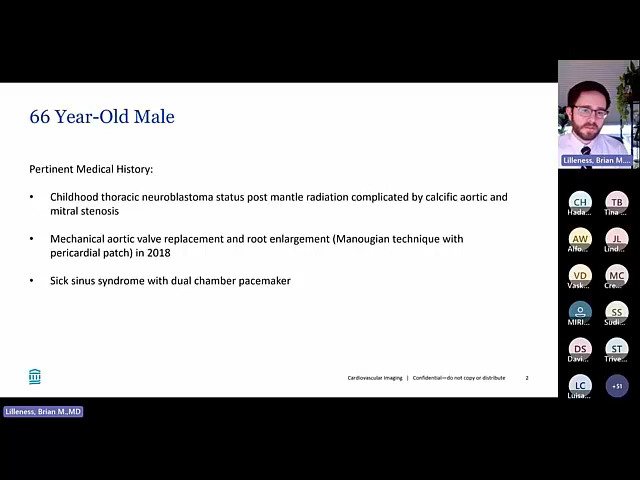 66 Year-Old Male
Pertinent Medical History:
• Childhood thoracic neuroblastoma status post mantle radiation complicated by calcific aortic and
mitral stenosis
• Mechanical aortic valve replacement and root enlargement (Manougian technique with
pericardial patch) in 2018
• Sick sinus syndrome with dual chamber pacemaker
Cardiovascular Imaging | Confidential—do not copy or distribute 2
Lilleness, Brian M.,MD
Lilleness, Brian M....
CH TB
Hada... Tina ...
AW JL
Alfo... Lind...
VD MC
Vask... Cre...
SS
MIRI... Sudi...
DS ST
Davi... Trive...
LC +51
Luisa...